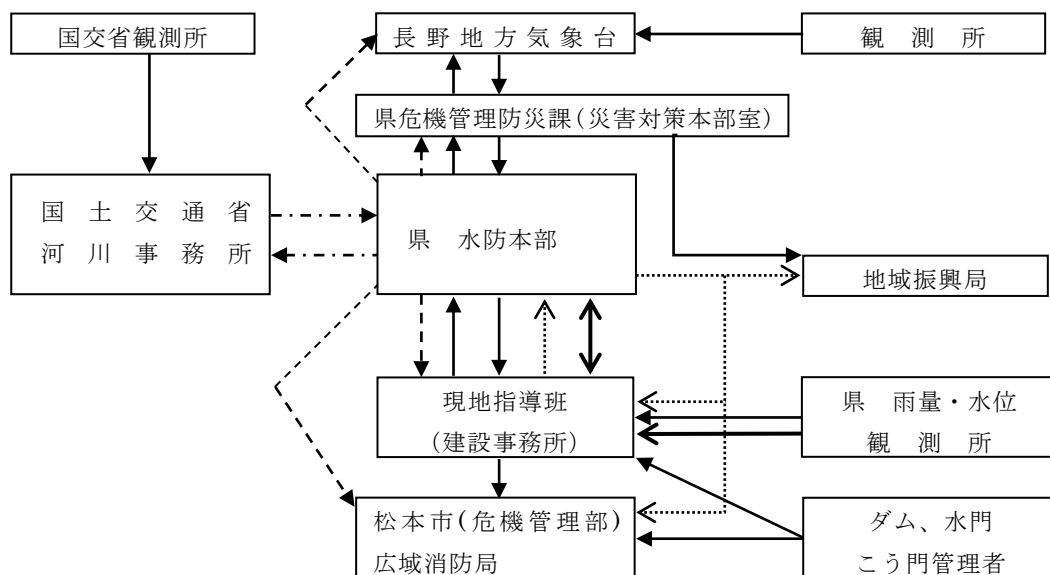 国交省観測所
長野地方気象台
観測所
県危機管理防災課(災害対策本部室)
国土交通省
河川事務所
県　水防本部
地域振興局
現地指導班
(建設事務所)
県　雨量・水位
観測所
松本市(危機管理部)
広域消防局
ダム、水門
こう門管理者